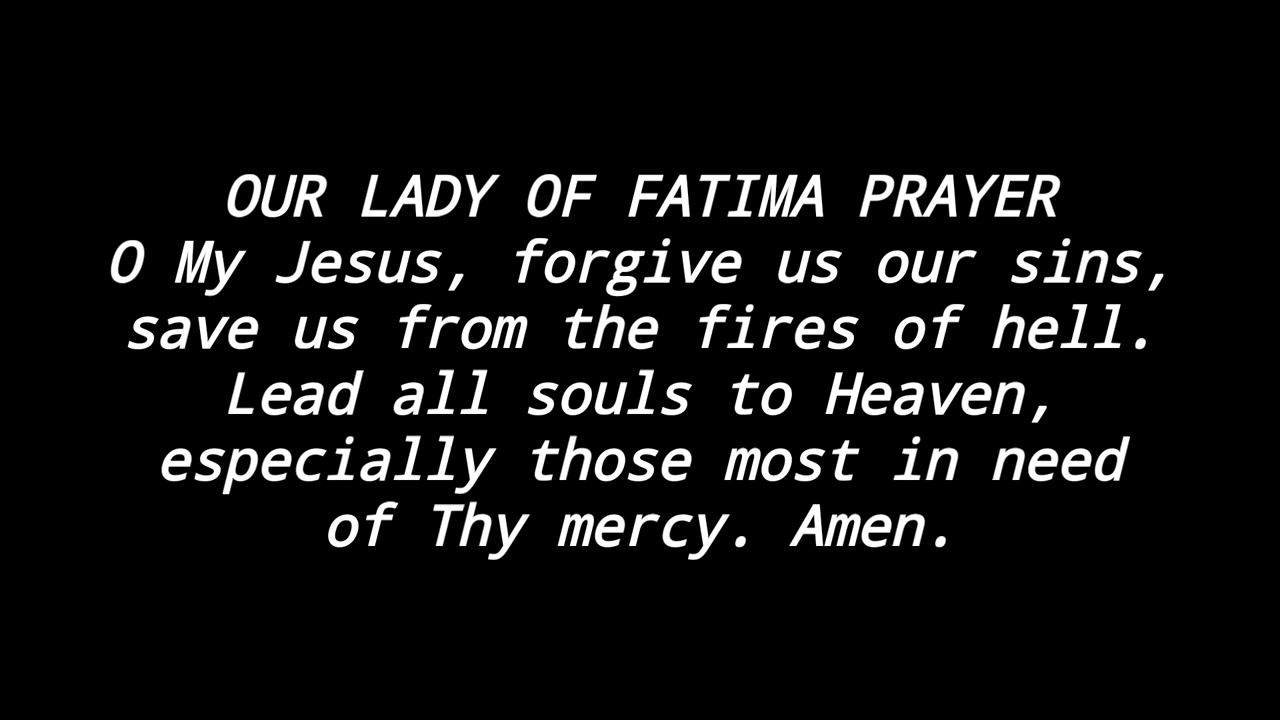 OUR LADY OF FATIMA PRAYER
O My Jesus, forgive us our sins,
save us from the fires of hell.
Lead all souls to Heaven,
especially those most in need
of Thy mercy. Amen.